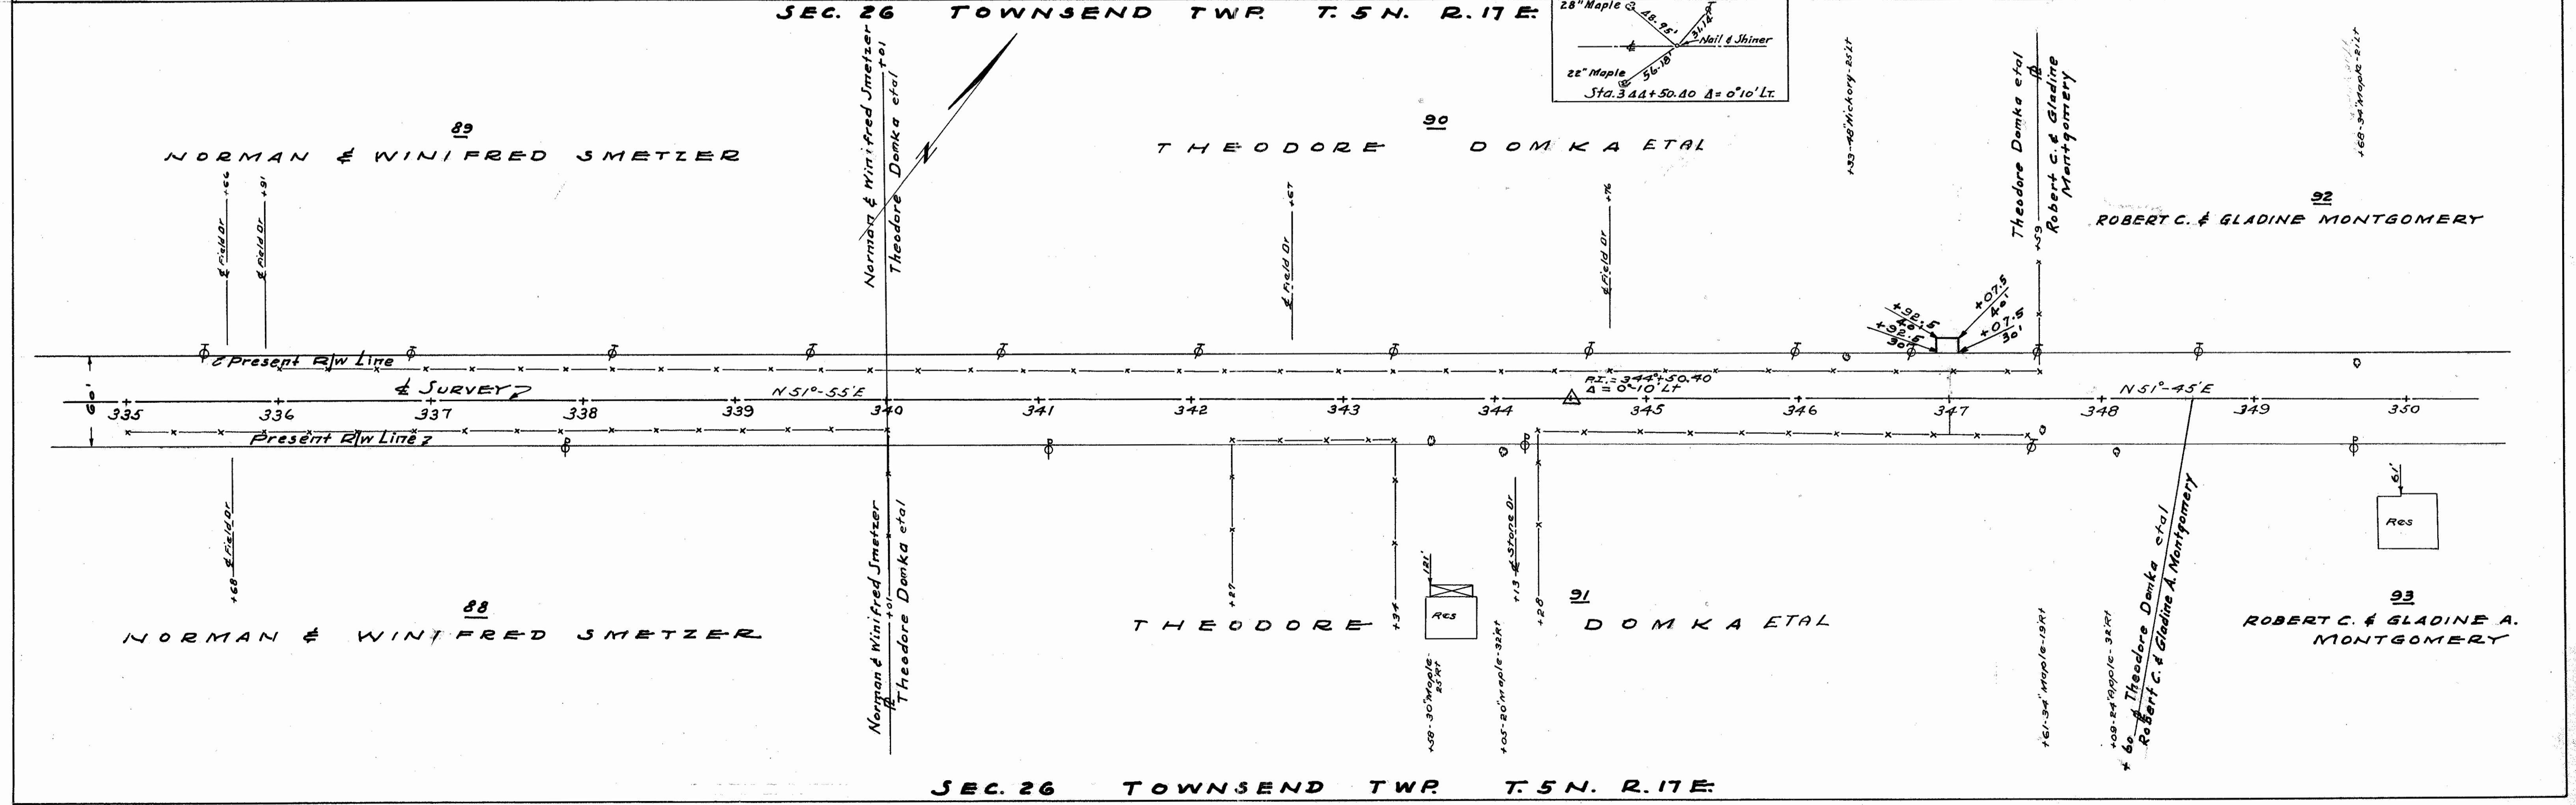 SEC. 26 TOWNSEND TWP. T. 5 N. R. 17 E.
28" Maple
48.95'
Nail & Shiner
22" Maple
56.18'
Sta. 344+50.40 Δ = 0°10' LT.
Norman & Winifred Smetzer
+01
Theodore Domka etal
N
89
NORMAN & WINIFRED SMETZER
90
THEODORE DOMKA ETAL
+33-48"Hickory-25'LT
Theodore Domka etal
Robert C. & Gladine
Montgomery
+59
+68-34"Maple-21'LT
92
ROBERT C. & GLADINE MONTGOMERY
℄ Field Dr +66
℄ Field Dr +91
℄ Field Dr +67
℄ Field Dr +76
+92.5
40'
+92.5
30'
+07.5
40'
+07.5
30'
Present R/W Line
℄ SURVEY
N 51°-55'E
P.I. = 344+50.40
Δ = 0°-10' LT
N 51°-45'E
60'
335 336 337 338 339 340 341 342 343 344 345 346 347 348 349 350
Present R/W Line
+68 ℄ Field Dr
88
NORMAN & WINIFRED SMETZER
Norman & Winifred Smetzer
+01
Theodore Domka etal
+27
+34
121'
Res
+13 ℄ Stone Dr
+28
91
THEODORE DOMKA ETAL
+58-30"Maple-
25'RT
+05-20"Maple-32'RT
+61-34"Maple-19'RT
+09-24"Apple-32'RT
+60
Theodore Domka etal
Robert C. & Gladine A. Montgomery
61'
Res
93
ROBERT C. & GLADINE A.
MONTGOMERY
SEC. 26 TOWNSEND TWP. T. 5 N. R. 17 E.